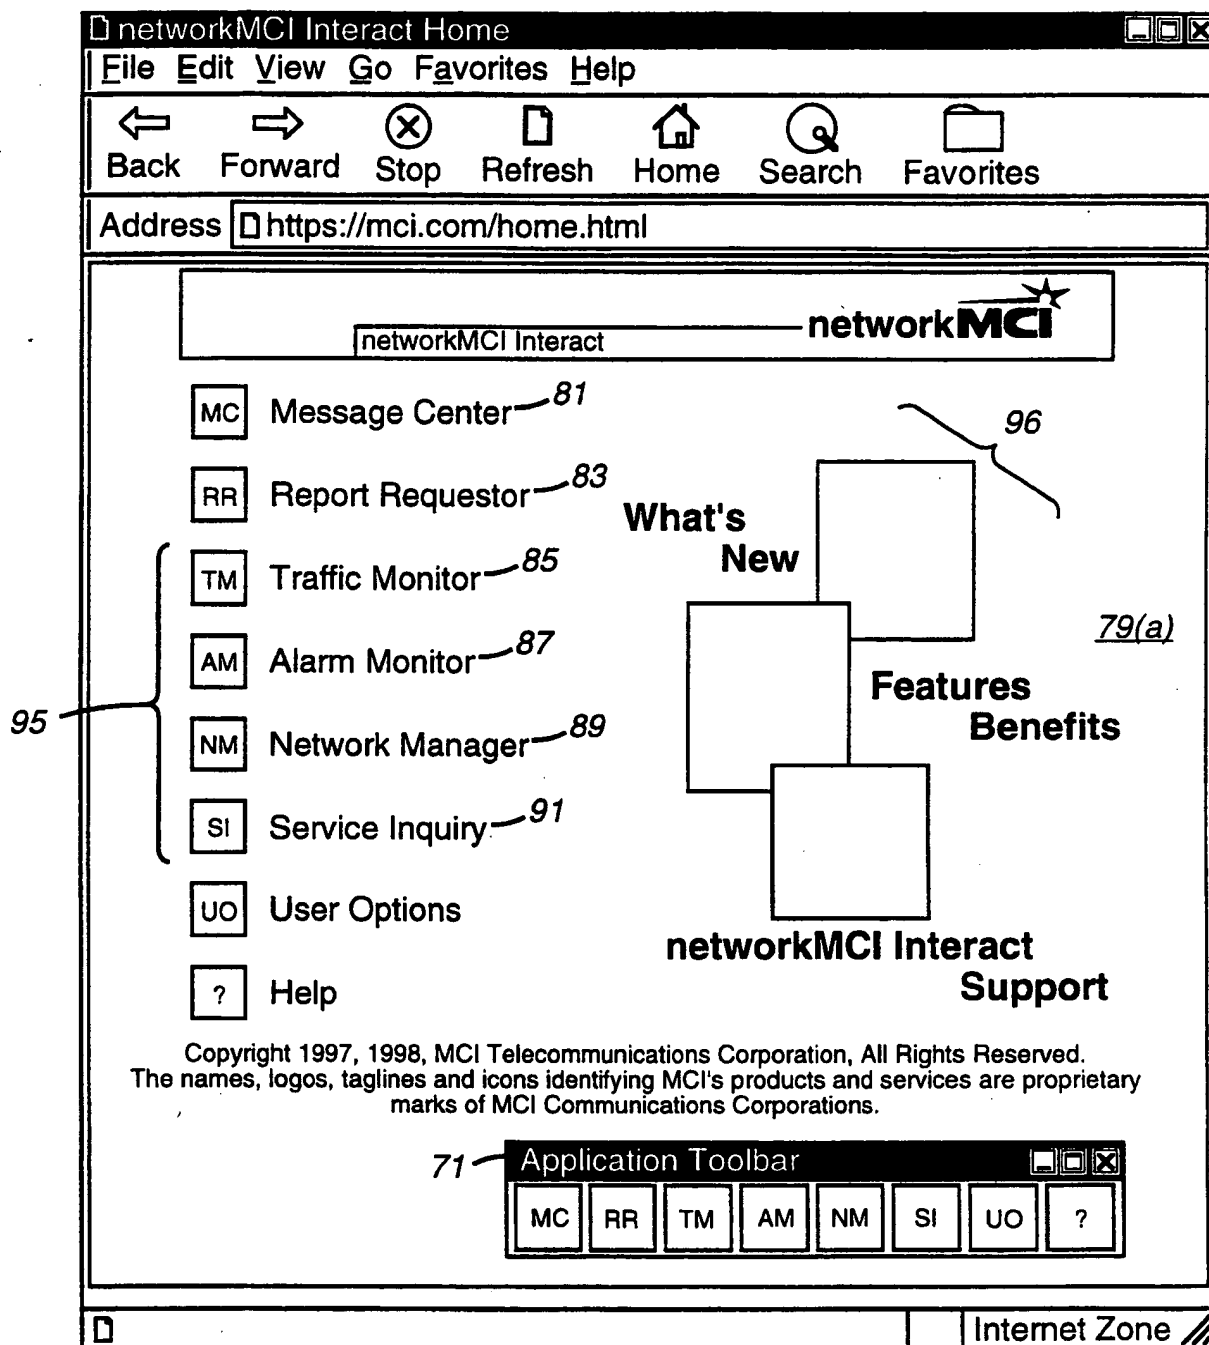 networkMCI Interact Home
File Edit View Go Favorites Help
Back Forward Stop Refresh Home Search Favorites
Address https://mci.com/home.html
networkMCI
networkMCI Interact
MC Message Center 81
96
RR Report Requestor 83
What's
New
TM Traffic Monitor 85
79(a)
AM Alarm Monitor 87
Features
Benefits
95
NM Network Manager 89
SI Service Inquiry 91
UO User Options
networkMCI Interact
Support
? Help
Copyright 1997, 1998, MCI Telecommunications Corporation, All Rights Reserved.
The names, logos, taglines and icons identifying MCI's products and services are proprietary
marks of MCI Communications Corporations.
71 Application Toolbar
MC RR TM AM NM SI UO ?
Internet Zone